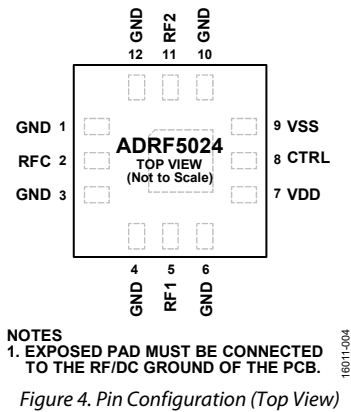 GND RF2 GND
12 11 10
GND 1
RFC 2
GND 3
ADRF5024
TOP VIEW
(Not to Scale)
9 VSS
8 CTRL
7 VDD
4 5 6
GND RF1 GND
NOTES
1. EXPOSED PAD MUST BE CONNECTED
TO THE RF/DC GROUND OF THE PCB.
16011-004
Figure 4. Pin Configuration (Top View)